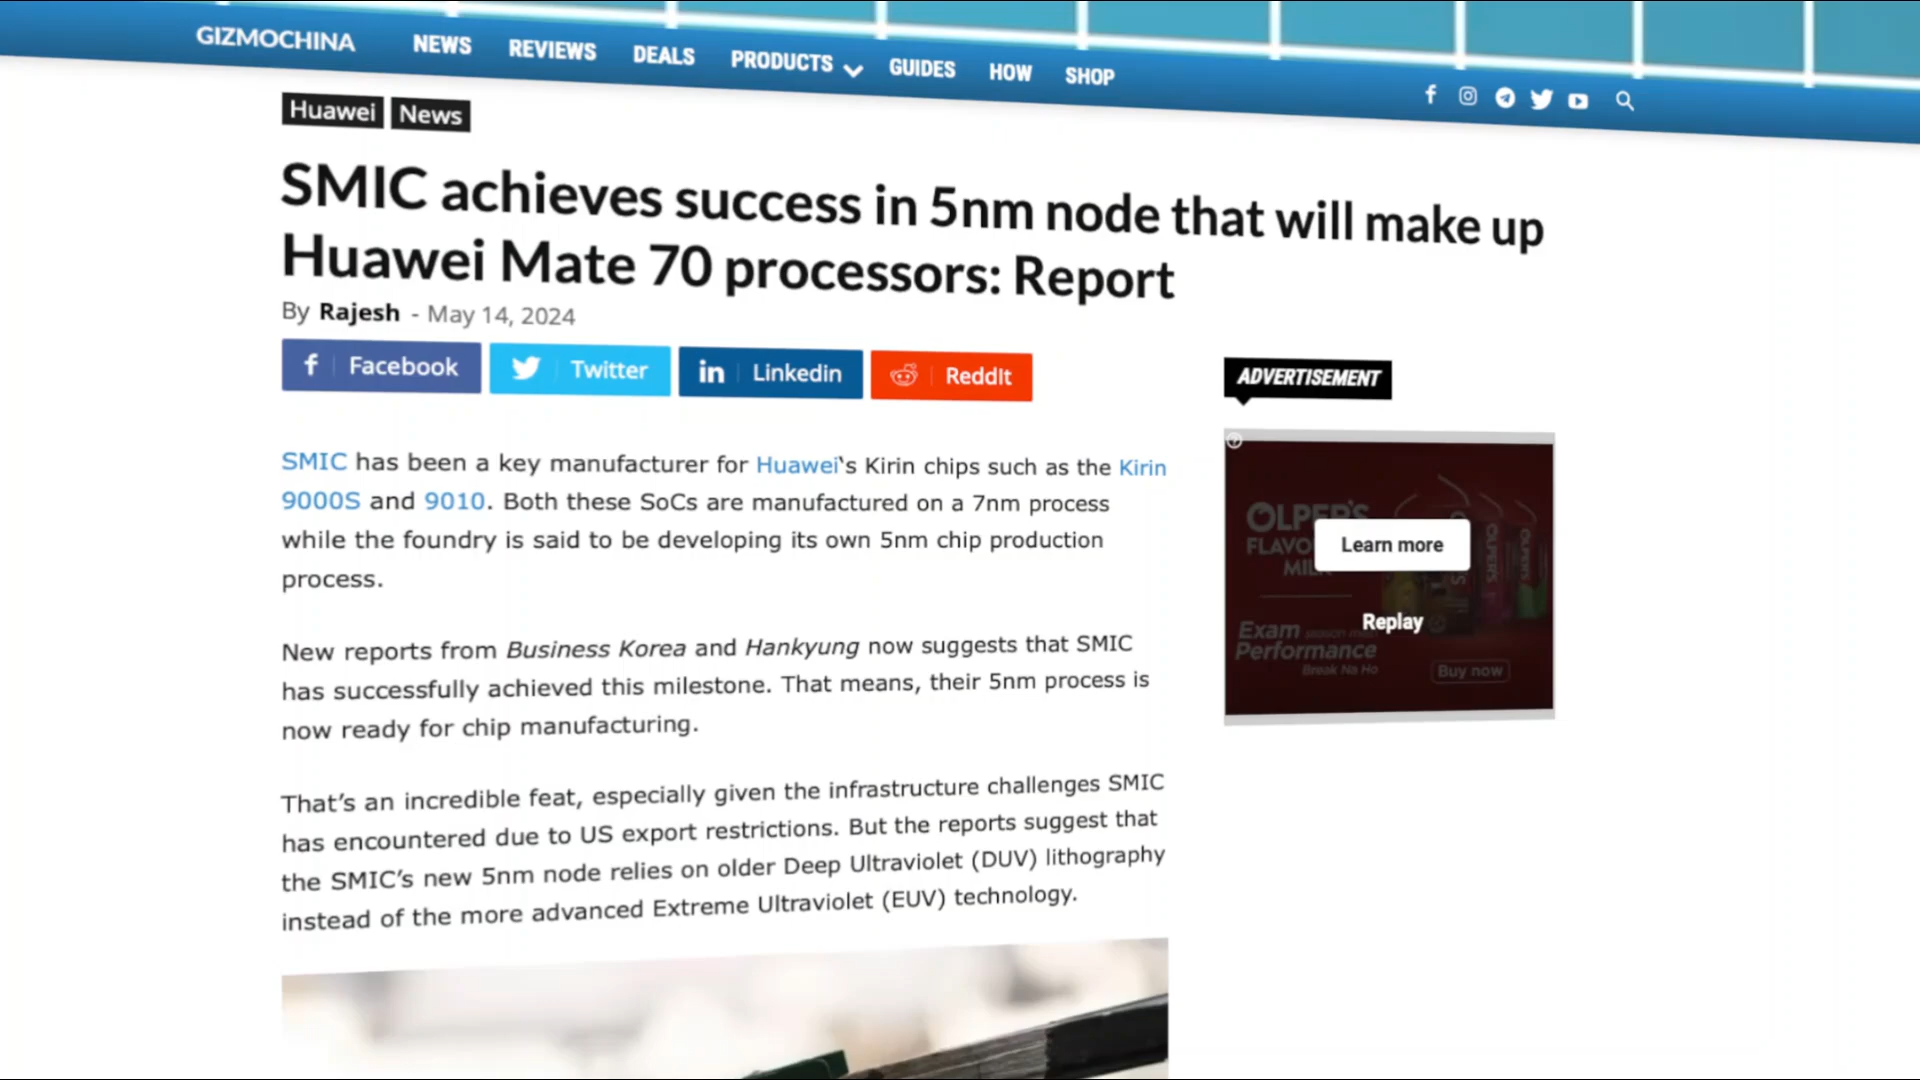 GIZMOCHINA NEWS REVIEWS DEALS PRODUCTS GUIDES HOW SHOP
Huawei News
SMIC achieves success in 5nm node that will make up
Huawei Mate 70 processors: Report
By Rajesh - May 14, 2024
Facebook Twitter Linkedin ReddIt
ADVERTISEMENT
SMIC has been a key manufacturer for Huawei‘s Kirin chips such as the Kirin
9000S and 9010. Both these SoCs are manufactured on a 7nm process
while the foundry is said to be developing its own 5nm chip production
process.
New reports from Business Korea and Hankyung now suggests that SMIC
has successfully achieved this milestone. That means, their 5nm process is
now ready for chip manufacturing.
That’s an incredible feat, especially given the infrastructure challenges SMIC
has encountered due to US export restrictions. But the reports suggest that
the SMIC’s new 5nm node relies on older Deep Ultraviolet (DUV) lithography
instead of the more advanced Extreme Ultraviolet (EUV) technology.
OLPER'S
Learn more
Replay
Exam
Performance
Break Na Ho
Buy now